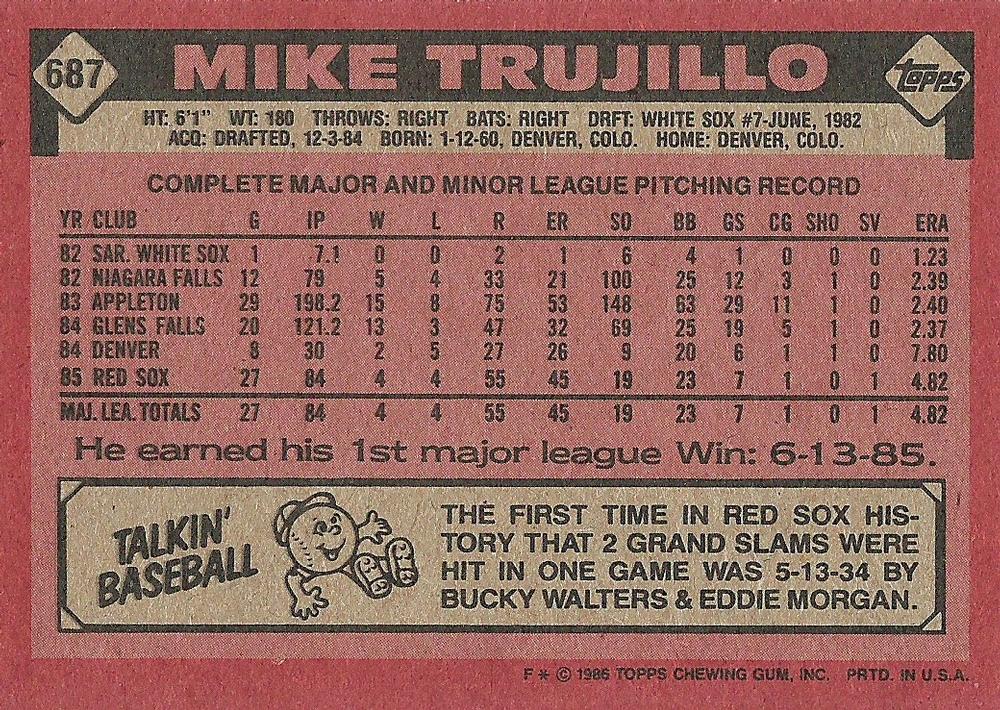 687 MIKE TRUJILLO Topps
HT: 6'1" WT: 180 THROWS: RIGHT BATS: RIGHT DRFT: WHITE SOX #7-JUNE, 1982
ACQ: DRAFTED, 12-3-84 BORN: 1-12-60, DENVER, COLO. HOME: DENVER, COLO.
COMPLETE MAJOR AND MINOR LEAGUE PITCHING RECORD
YR CLUB G IP W L R ER SO BB GS CG SHO SV ERA
82 SAR. WHITE SOX 1 7.1 0 0 2 1 6 4 1 0 0 0 1.23
82 NIAGARA FALLS 12 79 5 4 33 21 100 25 12 3 1 0 2.39
83 APPLETON 29 198.2 15 8 75 53 148 63 29 11 1 0 2.40
84 GLENS FALLS 20 121.2 13 3 47 32 69 25 19 5 1 0 2.37
84 DENVER 8 30 2 5 27 26 9 20 6 1 1 0 7.80
85 RED SOX 27 84 4 4 55 45 19 23 7 1 0 1 4.82
MAJ. LEA. TOTALS 27 84 4 4 55 45 19 23 7 1 0 1 4.82
He earned his 1st major league Win: 6-13-85.
TALKIN'
BASEBALL
THE FIRST TIME IN RED SOX HIS-
TORY THAT 2 GRAND SLAMS WERE
HIT IN ONE GAME WAS 5-13-34 BY
BUCKY WALTERS & EDDIE MORGAN.
F * © 1986 TOPPS CHEWING GUM, INC. PRTD. IN U.S.A.